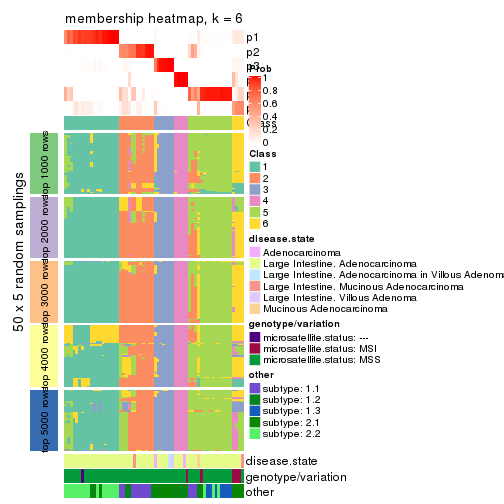 membership heatmap, k = 6
p1
p2
p3
Prob
1
0.8
0.6
0.4
0.2
0
Class
1
2
3
4
5
6
disease.state
Adenocarcinoma
Large Intestine. Adenocarcinoma
Large Intestine. Adenocarcinoma in Villous Adenom
Large Intestine. Mucinous Adenocarcinoma
Large Intestine. Villous Adenoma
Mucinous Adenocarcinoma
genotype/variation
microsatellite.status: ---
microsatellite.status: MSI
microsatellite.status: MSS
other
subtype: 1.1
subtype: 1.2
subtype: 1.3
subtype: 2.1
subtype: 2.2
50 x 5 random samplings
top 1000 rows
top 2000 rows
top 3000 rows
top 4000 rows
top 5000 rows
disease.state
genotype/variation
other